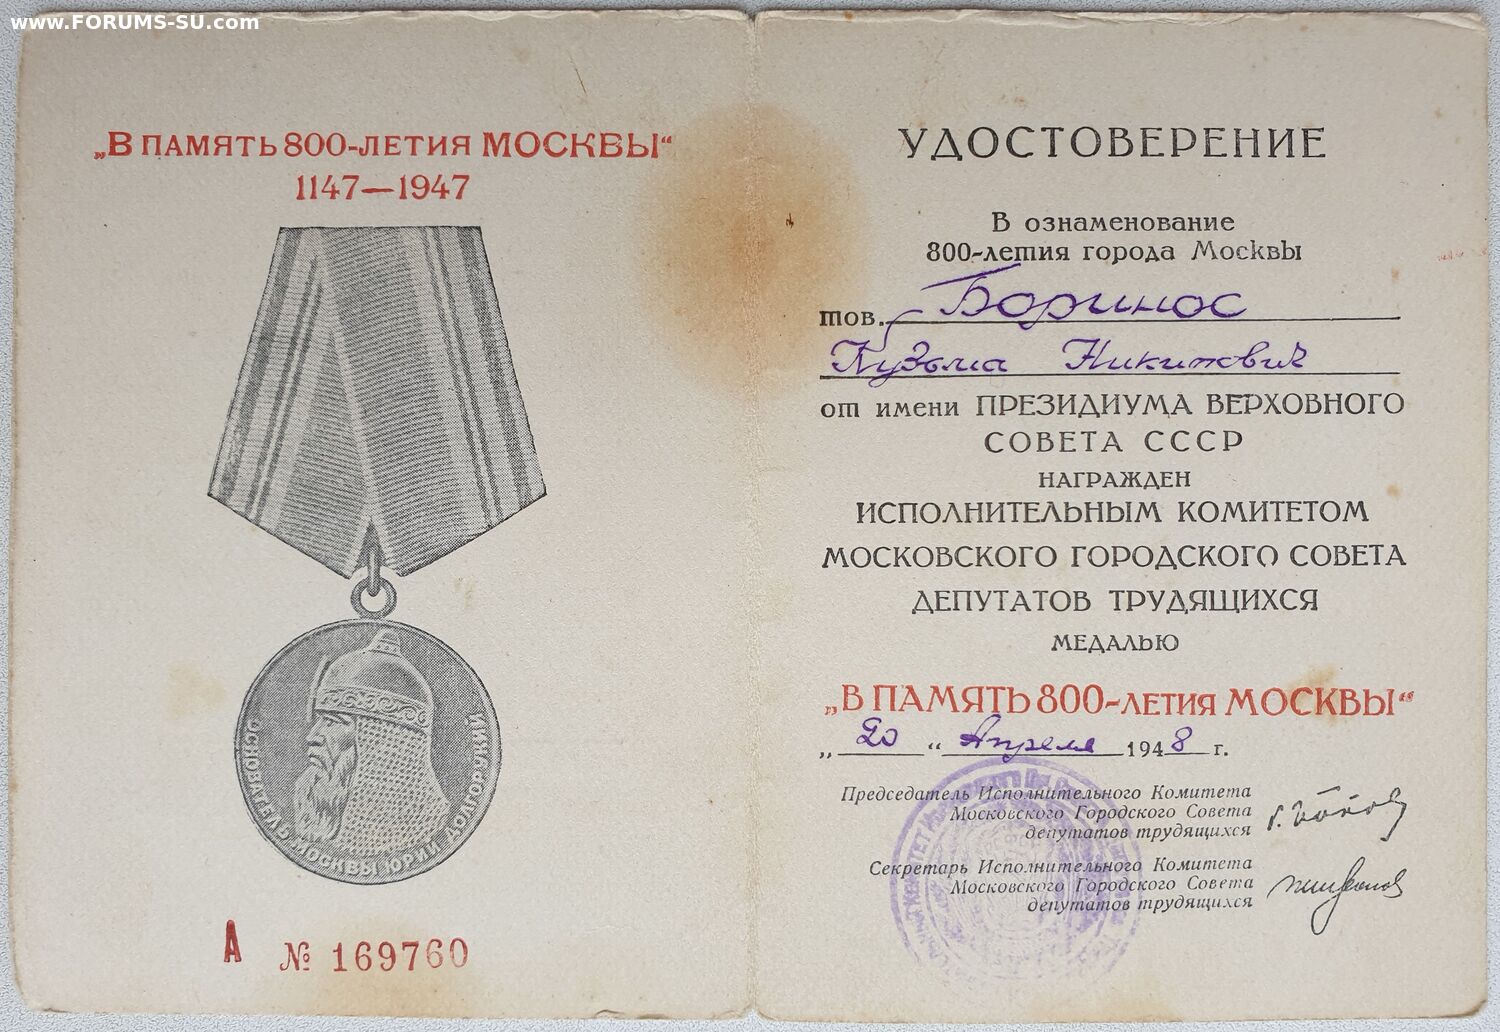 www.FORUMS-SU.com
„В ПАМЯТЬ 800-ЛЕТИЯ МОСКВЫ“
1147—1947
ОСНОВАТЕЛЬ МОСКВЫ ЮРИЙ ДОЛГОРУКИЙ
А № 169760
УДОСТОВЕРЕНИЕ
В ознаменование
800-летия города Москвы
тов. Боринос
Кузьма Никитович
от имени ПРЕЗИДИУМА ВЕРХОВНОГО
СОВЕТА СССР
НАГРАЖДЕН
ИСПОЛНИТЕЛЬНЫМ КОМИТЕТОМ
МОСКОВСКОГО ГОРОДСКОГО СОВЕТА
ДЕПУТАТОВ ТРУДЯЩИХСЯ
МЕДАЛЬЮ
„В ПАМЯТЬ 800-ЛЕТИЯ МОСКВЫ“
„20“ Апреля 1948 г.
Председатель Исполнительного Комитета
Московского Городского Совета
депутатов трудящихся
Г. Попов
Секретарь Исполнительного Комитета
Московского Городского Совета
депутатов трудящихся